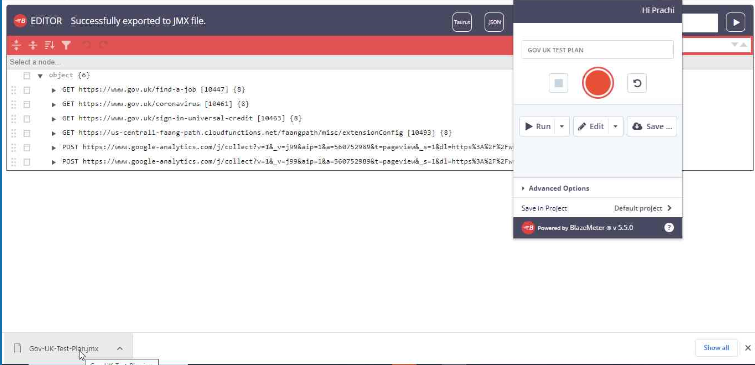 EDITOR Successfully exported to JMX file.
Taurus
JSON
Hi Prachi
Select a node...
object {6}
GET https://www.gov.uk/find-a-job [10447] {8}
GET https://www.gov.uk/coronavirus [10461] {8}
GET https://www.gov.uk/sign-in-universal-credit [10463] {8}
GET https://us-central1-faang-path.cloudfunctions.net/faangpath/misc/extensionConfig [10493] {8}
POST https://www.google-analytics.com/j/collect?v=1&_v=j99&aip=1&a=560752989&t=pageview&_s=1&dl=https%3A%2F%2Fw
POST https://www.google-analytics.com/j/collect?v=1&_v=j99&aip=1&a=560752989&t=pageview&_s=1&dl=https%3A%2F%2Fw
GOV UK TEST PLAN
Run
Edit
Save ...
Advanced Options
Save in Project
Default project
Powered by BlazeMeter ® v 5.5.0
?
Gov-UK-Test-Plan.jmx
Show all